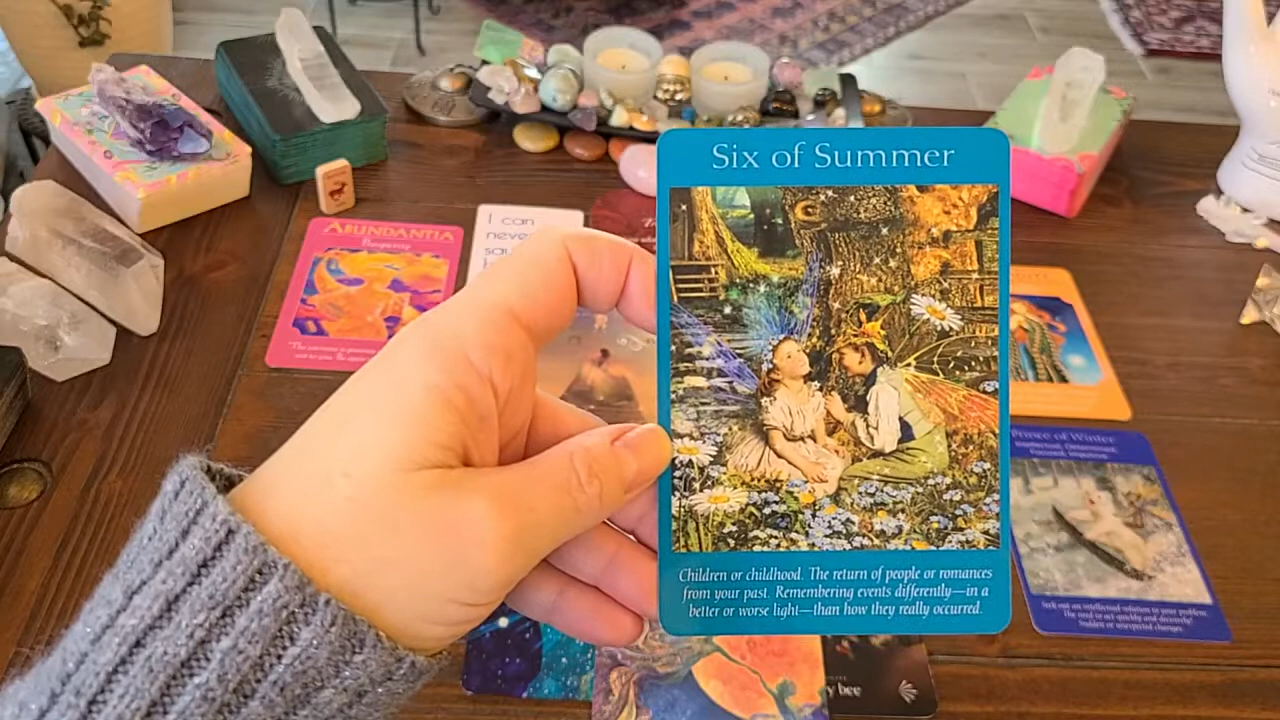 Six of Summer
Children or childhood. The return of people or romances
from your past. Remembering events differently—in a
better or worse light—than how they really occurred.
ABUNDANTIA
Prosperity
I can
never
Prince of Winter
Intellectual, Determined,
Focused, Impulsive
Seek out an intellectual solution to your problem.
The need to act quickly and decisively!
Sudden or unexpected changes.
y bee